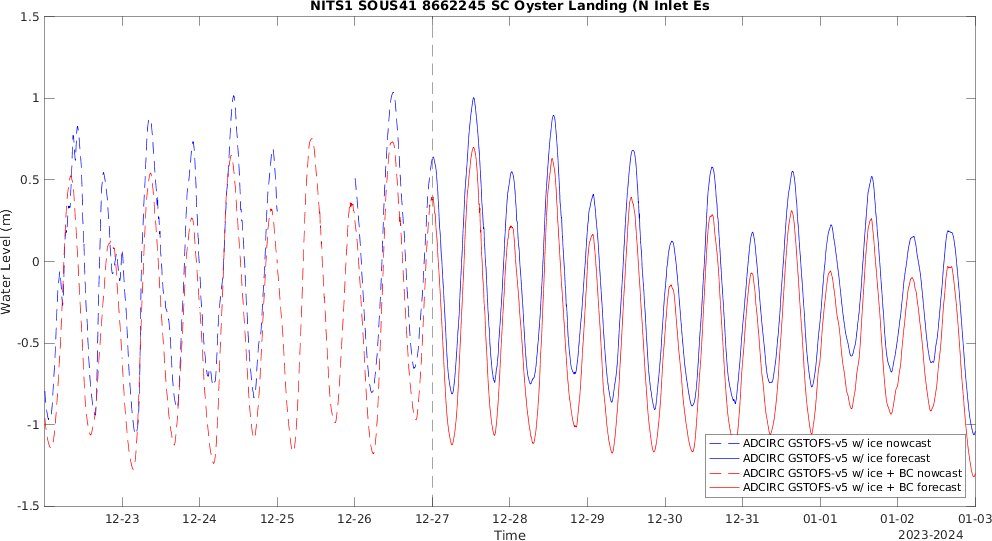 NITS1 SOUS41 8662245 SC Oyster Landing (N Inlet Es
1.5
1
0.5
0
-0.5
-1
-1.5
Water Level (m)
12-23
12-24
12-25
12-26
12-27
12-28
12-29
12-30
12-31
01-01
01-02
01-03
2023-2024
Time
ADCIRC GSTOFS-v5 w/ ice nowcast
ADCIRC GSTOFS-v5 w/ ice forecast
ADCIRC GSTOFS-v5 w/ ice + BC nowcast
ADCIRC GSTOFS-v5 w/ ice + BC forecast